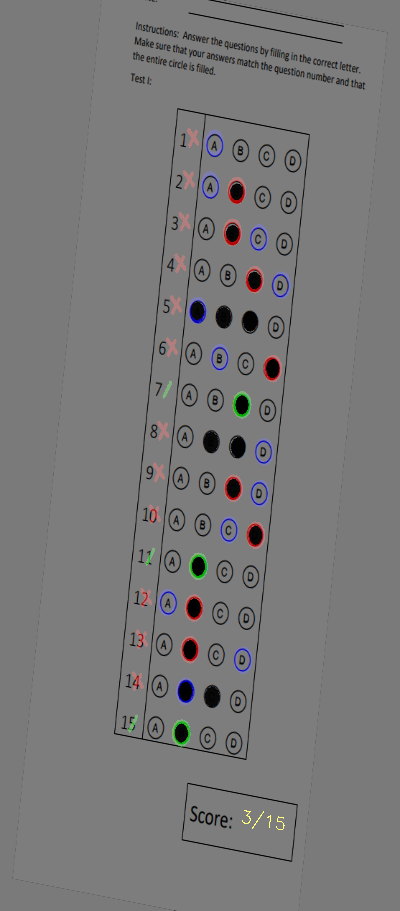 Instructions: Answer the questions by filling in the correct letter.
Make sure that your answers match the question number and that
the entire circle is filled.
Test I:
1 A B C D
2 A C D
3 A C D
4 A B D
5 D
6 A B C
7 A B D
8 A D
9 A B D
10 A B C
11 A C D
12 A C D
13 A C D
14 A D
15 A C D
Score: 3/15